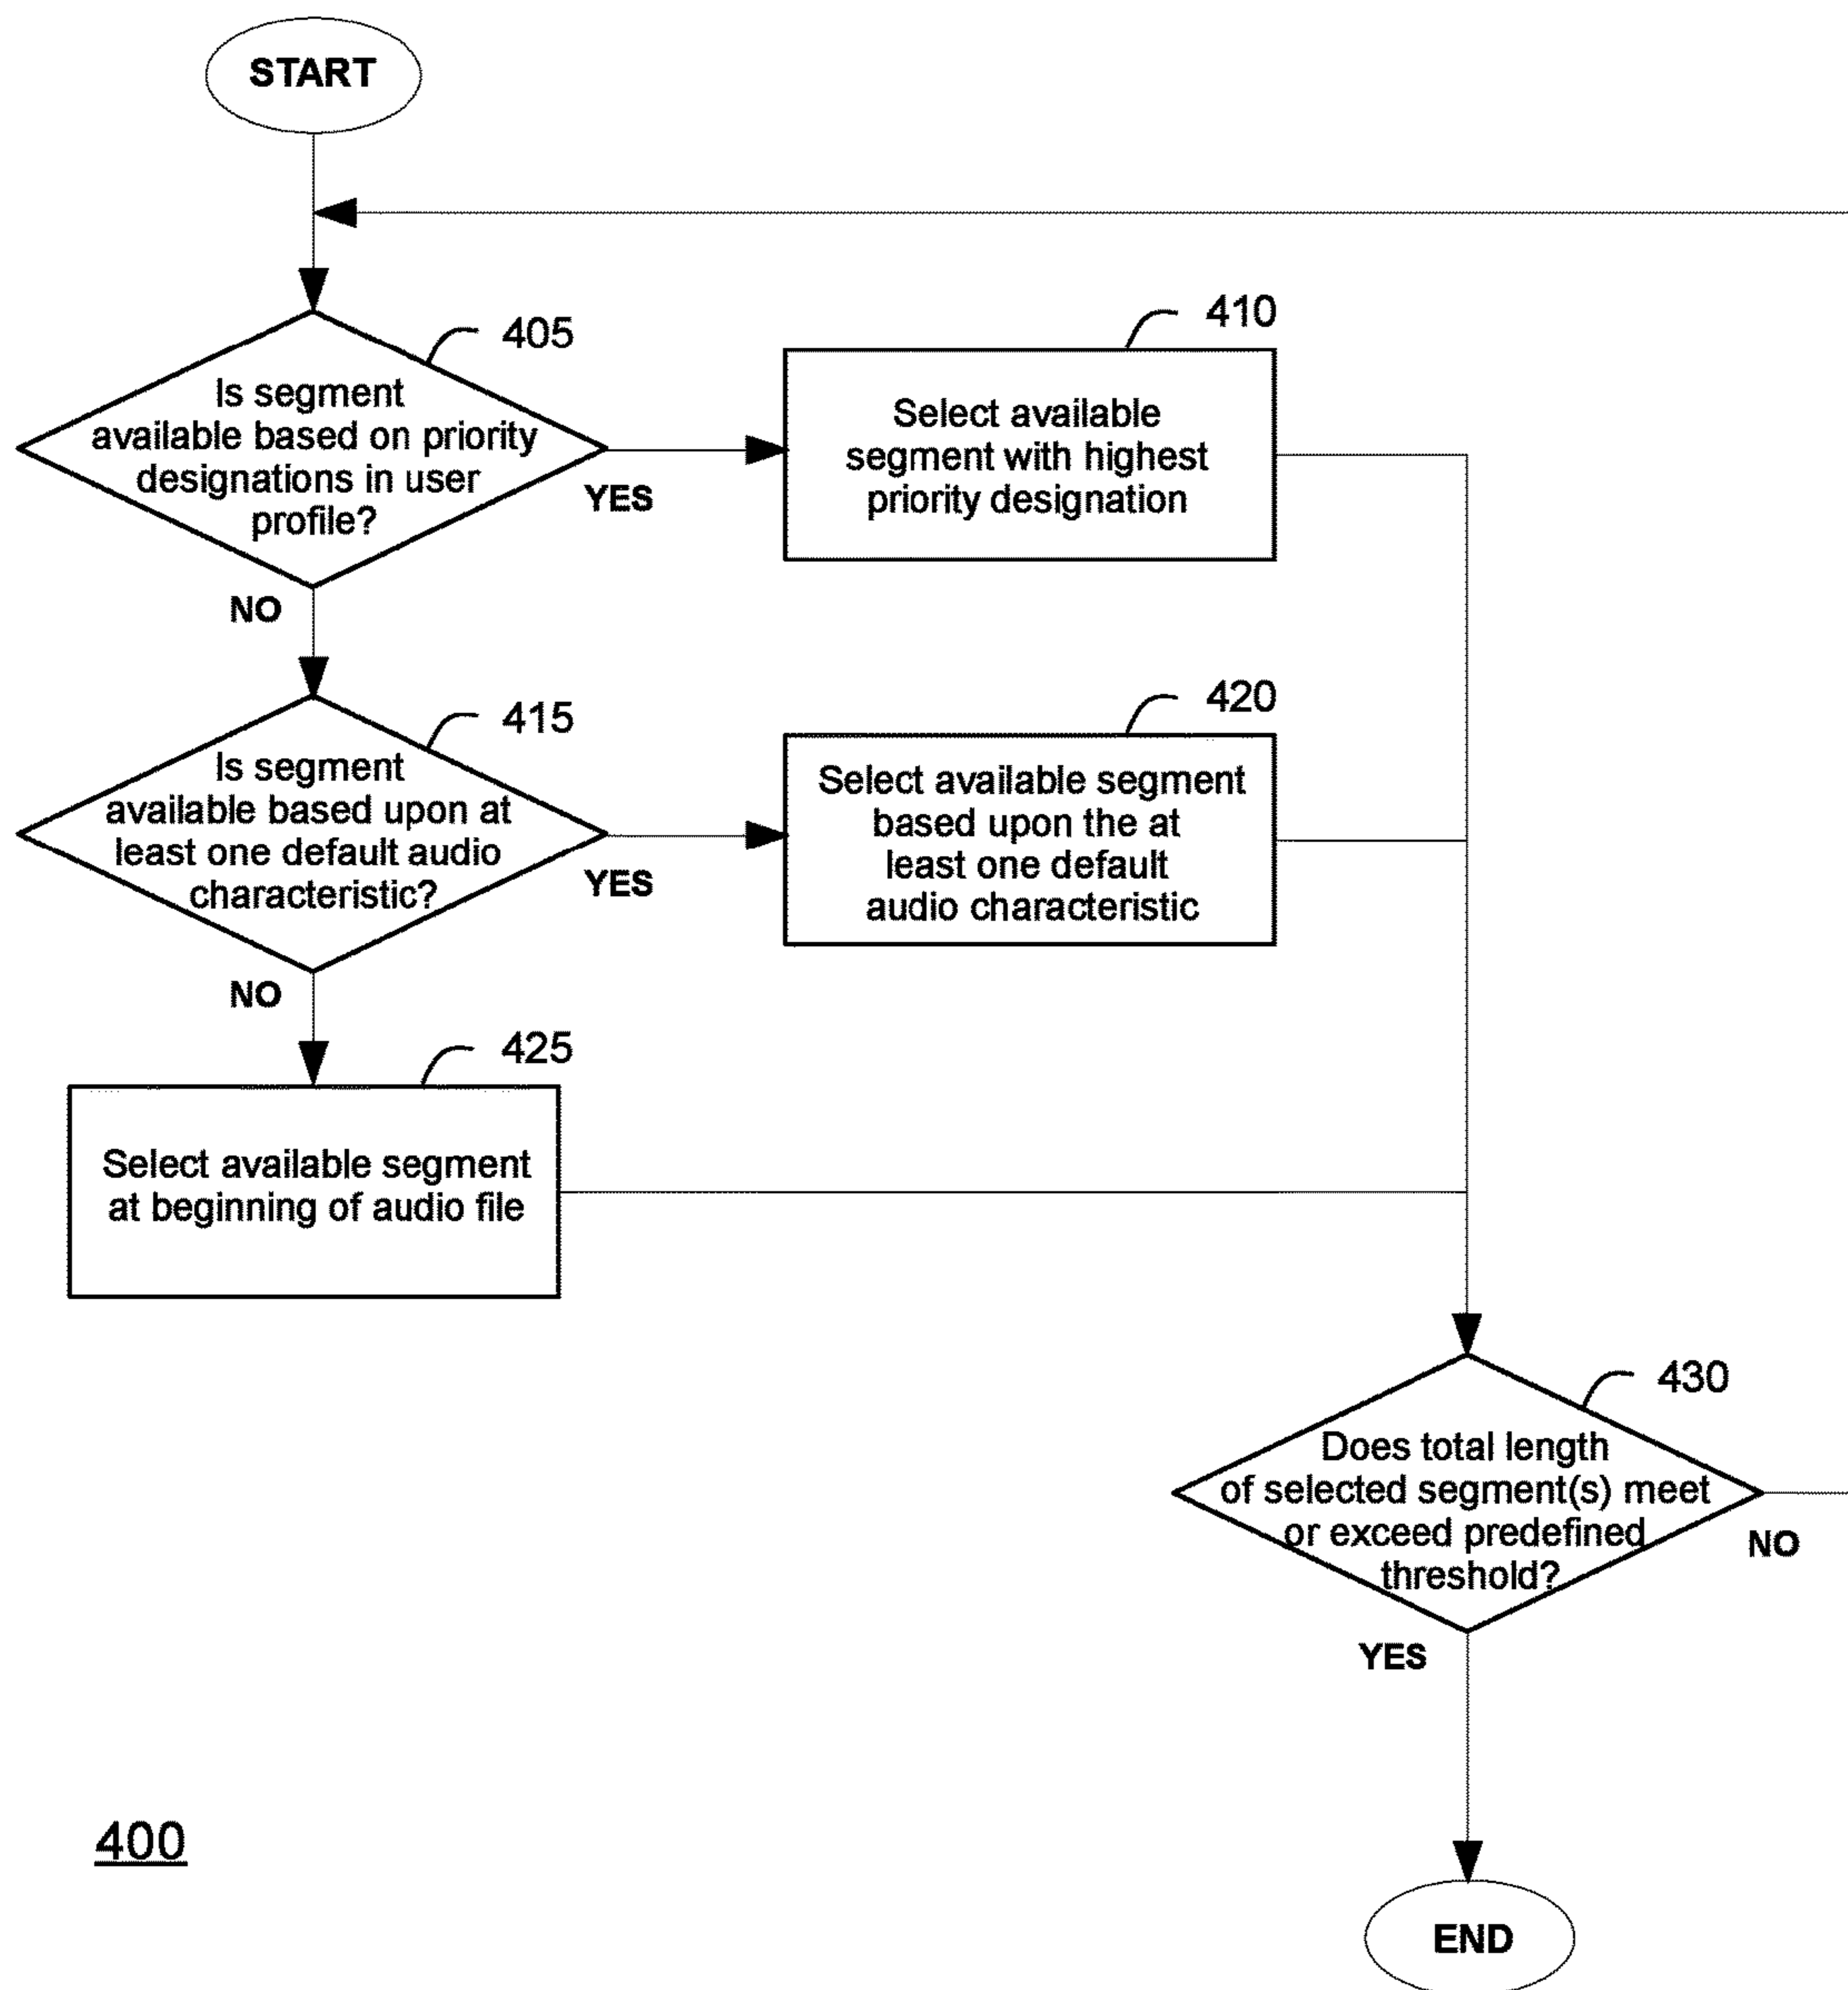 START
405
Is segment
available based on priority
designations in user
profile?
YES
NO
410
Select available
segment with highest
priority designation
415
Is segment
available based upon at
least one default audio
characteristic?
YES
NO
420
Select available segment
based upon the at
least one default
audio characteristic
425
Select available segment
at beginning of audio file
430
Does total length
of selected segment(s) meet
or exceed predefined
threshold?
NO
YES
400
END